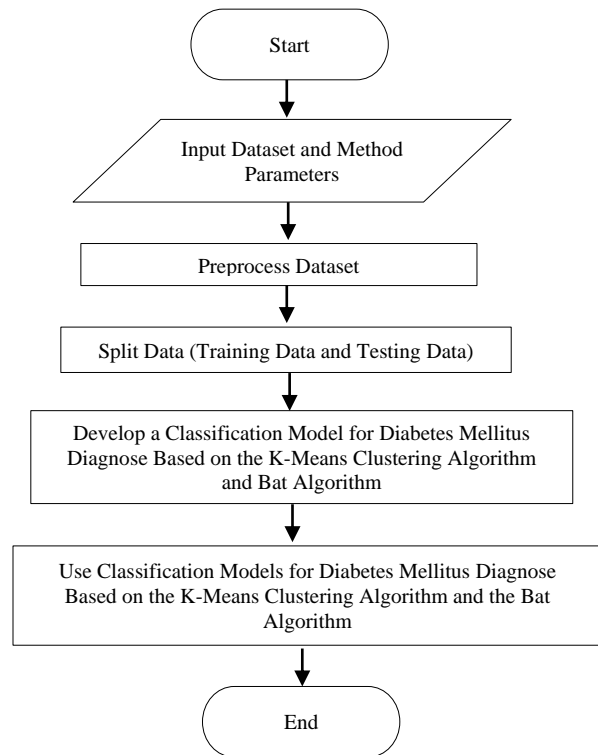 Start
Input Dataset and Method
Parameters
Preprocess Dataset
Split Data (Training Data and Testing Data)
Develop a Classification Model for Diabetes Mellitus
Diagnose Based on the K-Means Clustering Algorithm
and Bat Algorithm
Use Classification Models for Diabetes Mellitus Diagnose
Based on the K-Means Clustering Algorithm and the Bat
Algorithm
End